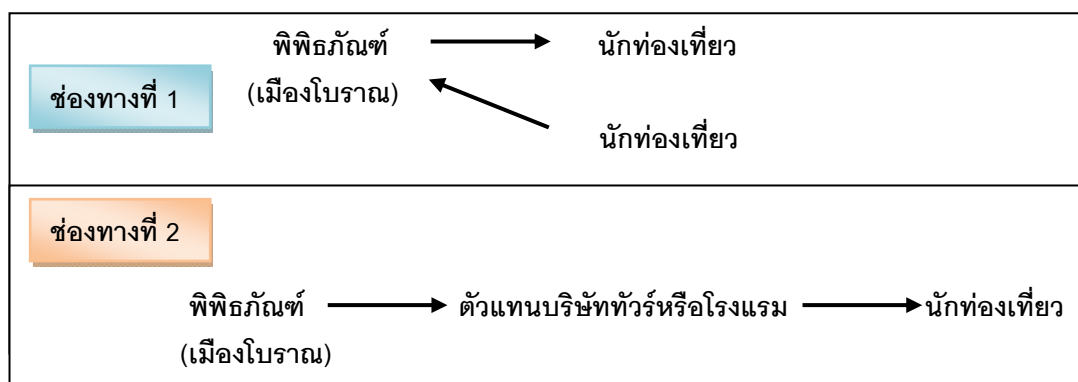 พิพิธภัณฑ์ นักท่องเที่ยว
ช่องทางที่ 1
(เมืองโบราณ)
นักท่องเที่ยว
ช่องทางที่ 2
พิพิธภัณฑ์ ตัวแทนบริษัททัวร์หรือโรงแรม นักท่องเที่ยว
(เมืองโบราณ)